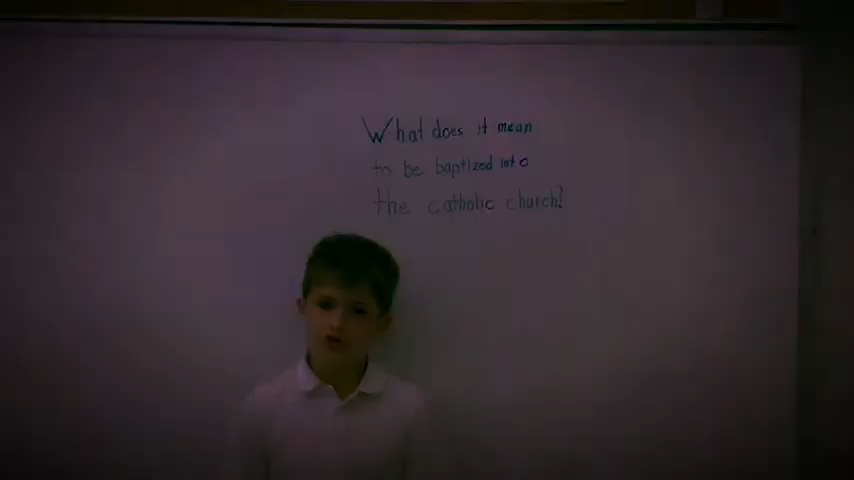 What does it mean
to be baptized into
the catholic church?